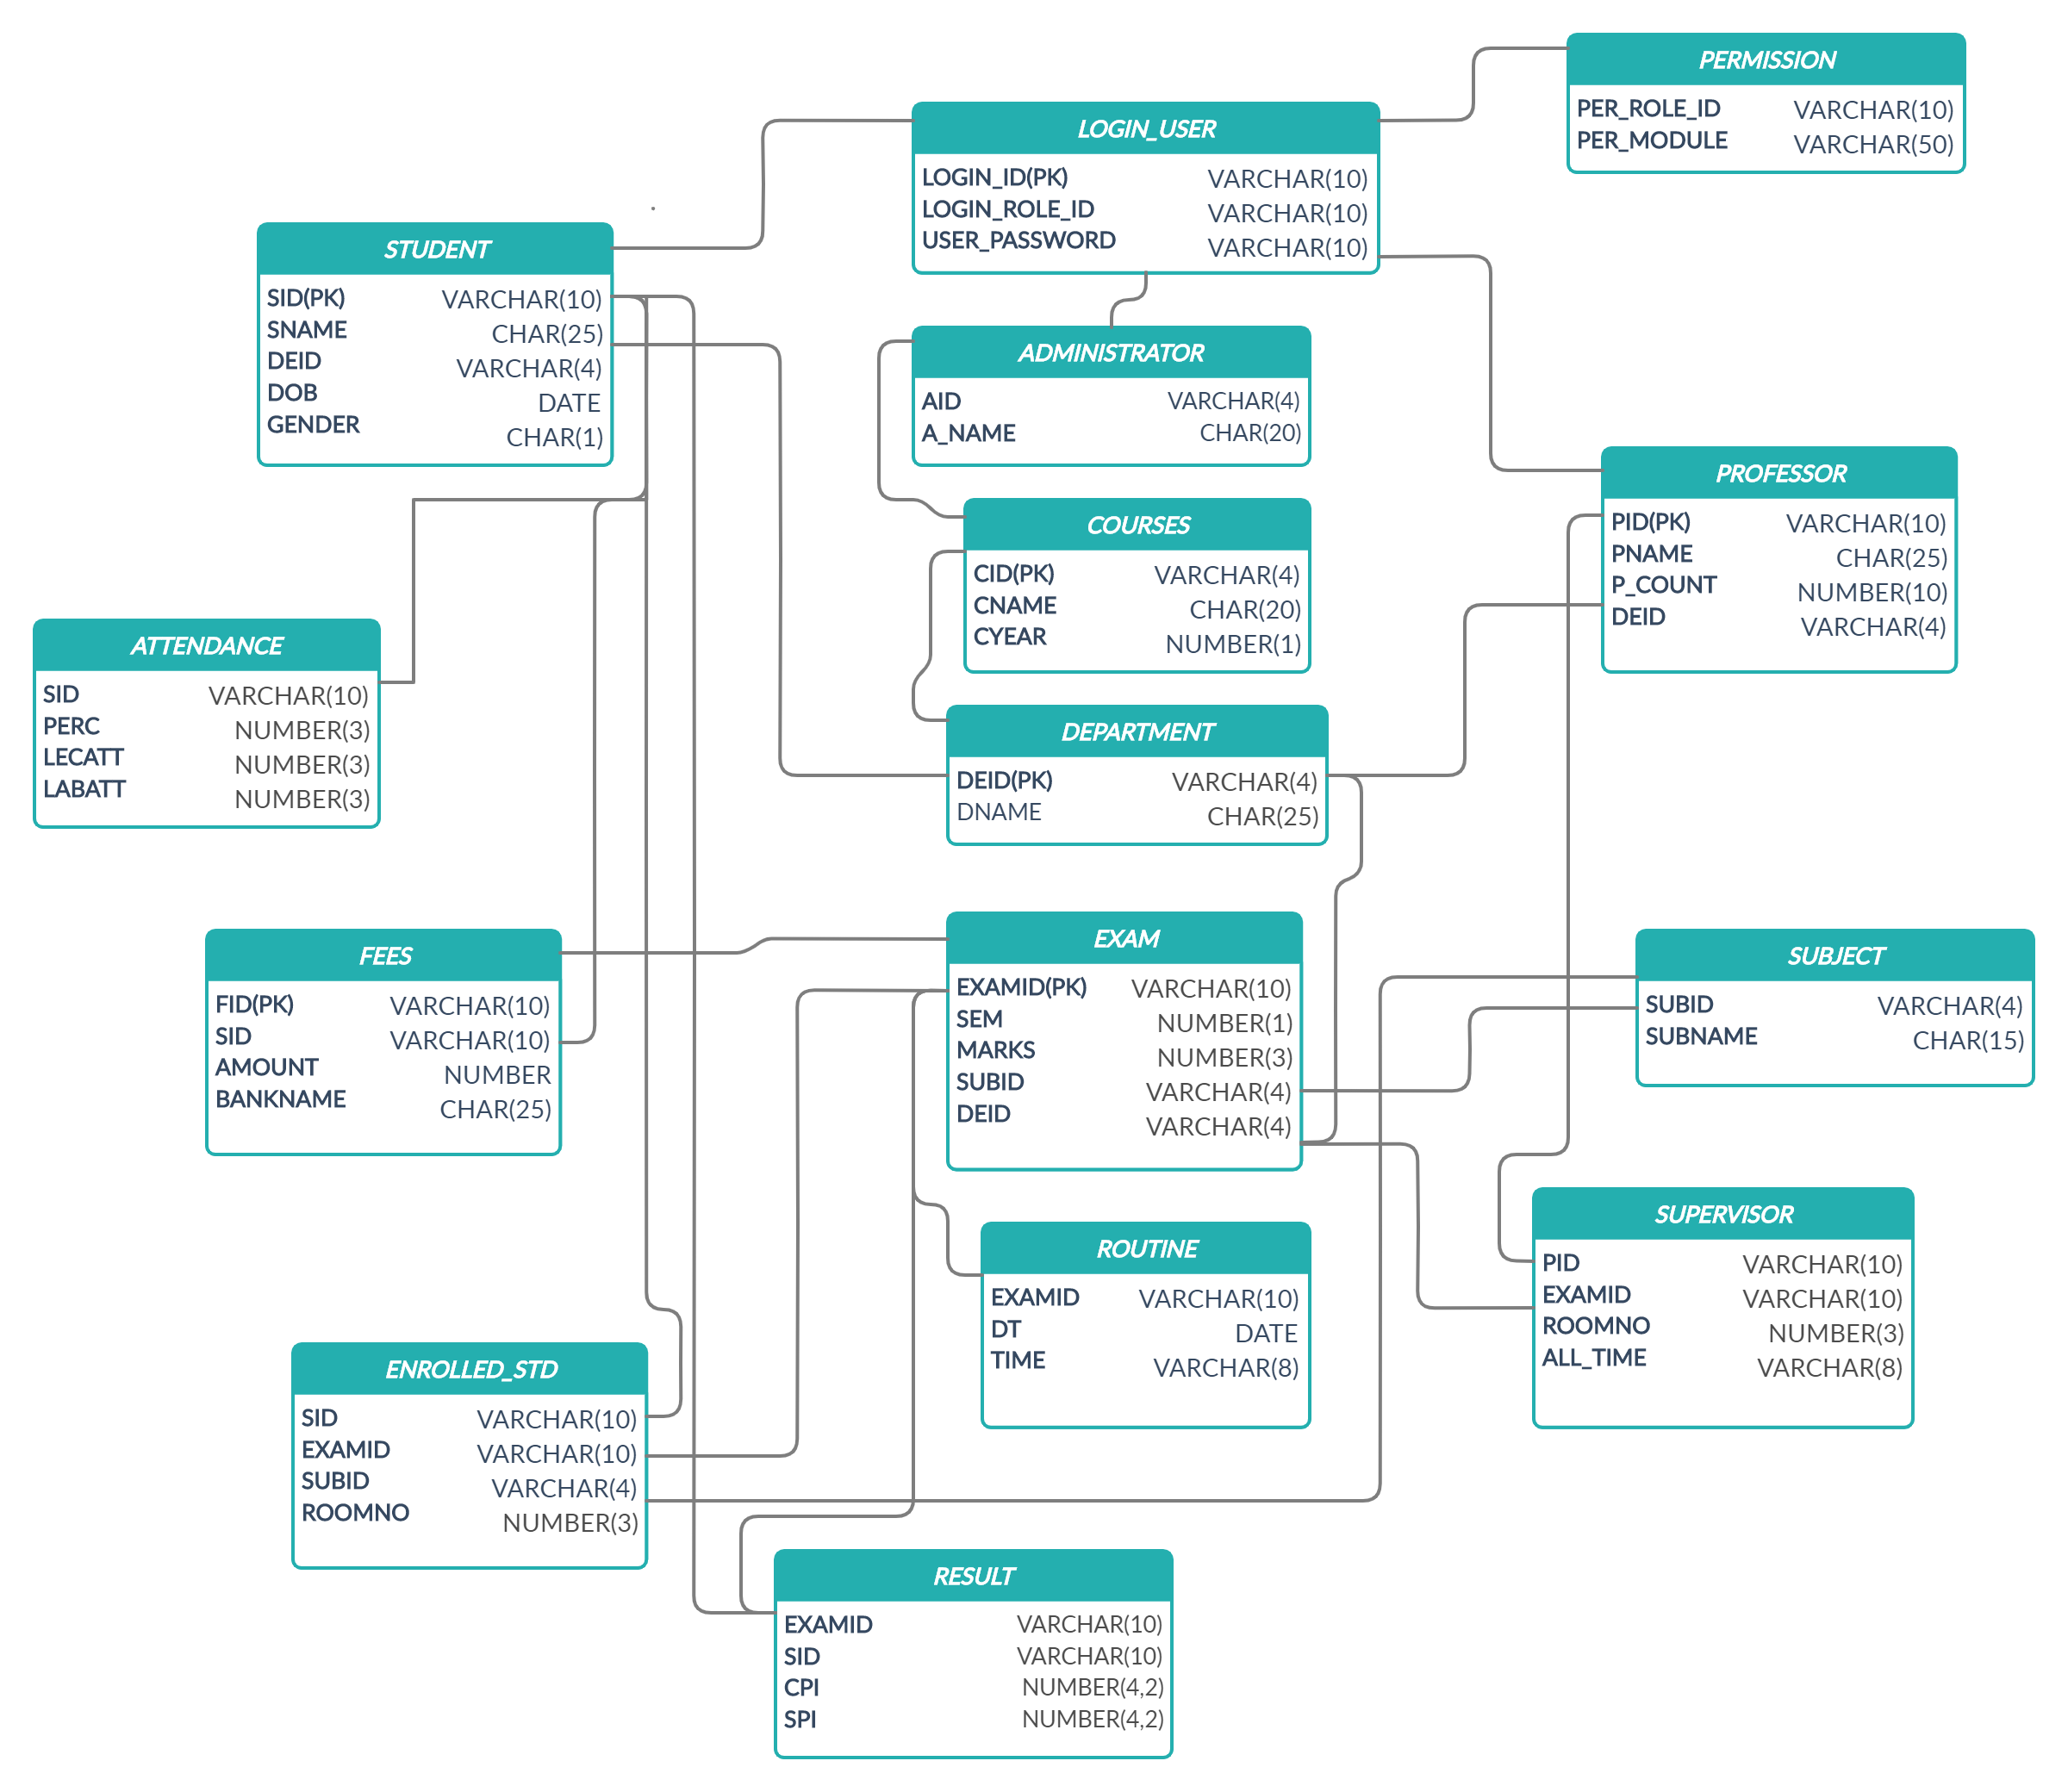 PERMISSION
PER_ROLE_ID VARCHAR(10)
PER_MODULE VARCHAR(50)
LOGIN_USER
LOGIN_ID(PK) VARCHAR(10)
LOGIN_ROLE_ID VARCHAR(10)
USER_PASSWORD VARCHAR(10)
STUDENT
SID(PK) VARCHAR(10)
SNAME CHAR(25)
DEID VARCHAR(4)
DOB DATE
GENDER CHAR(1)
ADMINISTRATOR
AID VARCHAR(4)
A_NAME CHAR(20)
PROFESSOR
PID(PK) VARCHAR(10)
PNAME CHAR(25)
P_COUNT NUMBER(10)
DEID VARCHAR(4)
COURSES
CID(PK) VARCHAR(4)
CNAME CHAR(20)
CYEAR NUMBER(1)
ATTENDANCE
SID VARCHAR(10)
PERC NUMBER(3)
LECATT NUMBER(3)
LABATT NUMBER(3)
DEPARTMENT
DEID(PK) VARCHAR(4)
DNAME CHAR(25)
FEES
FID(PK) VARCHAR(10)
SID VARCHAR(10)
AMOUNT NUMBER
BANKNAME CHAR(25)
EXAM
EXAMID(PK) VARCHAR(10)
SEM NUMBER(1)
MARKS NUMBER(3)
SUBID VARCHAR(4)
DEID VARCHAR(4)
SUBJECT
SUBID VARCHAR(4)
SUBNAME CHAR(15)
ROUTINE
EXAMID VARCHAR(10)
DT DATE
TIME VARCHAR(8)
SUPERVISOR
PID VARCHAR(10)
EXAMID VARCHAR(10)
ROOMNO NUMBER(3)
ALL_TIME VARCHAR(8)
ENROLLED_STD
SID VARCHAR(10)
EXAMID VARCHAR(10)
SUBID VARCHAR(4)
ROOMNO NUMBER(3)
RESULT
EXAMID VARCHAR(10)
SID VARCHAR(10)
CPI NUMBER(4,2)
SPI NUMBER(4,2)